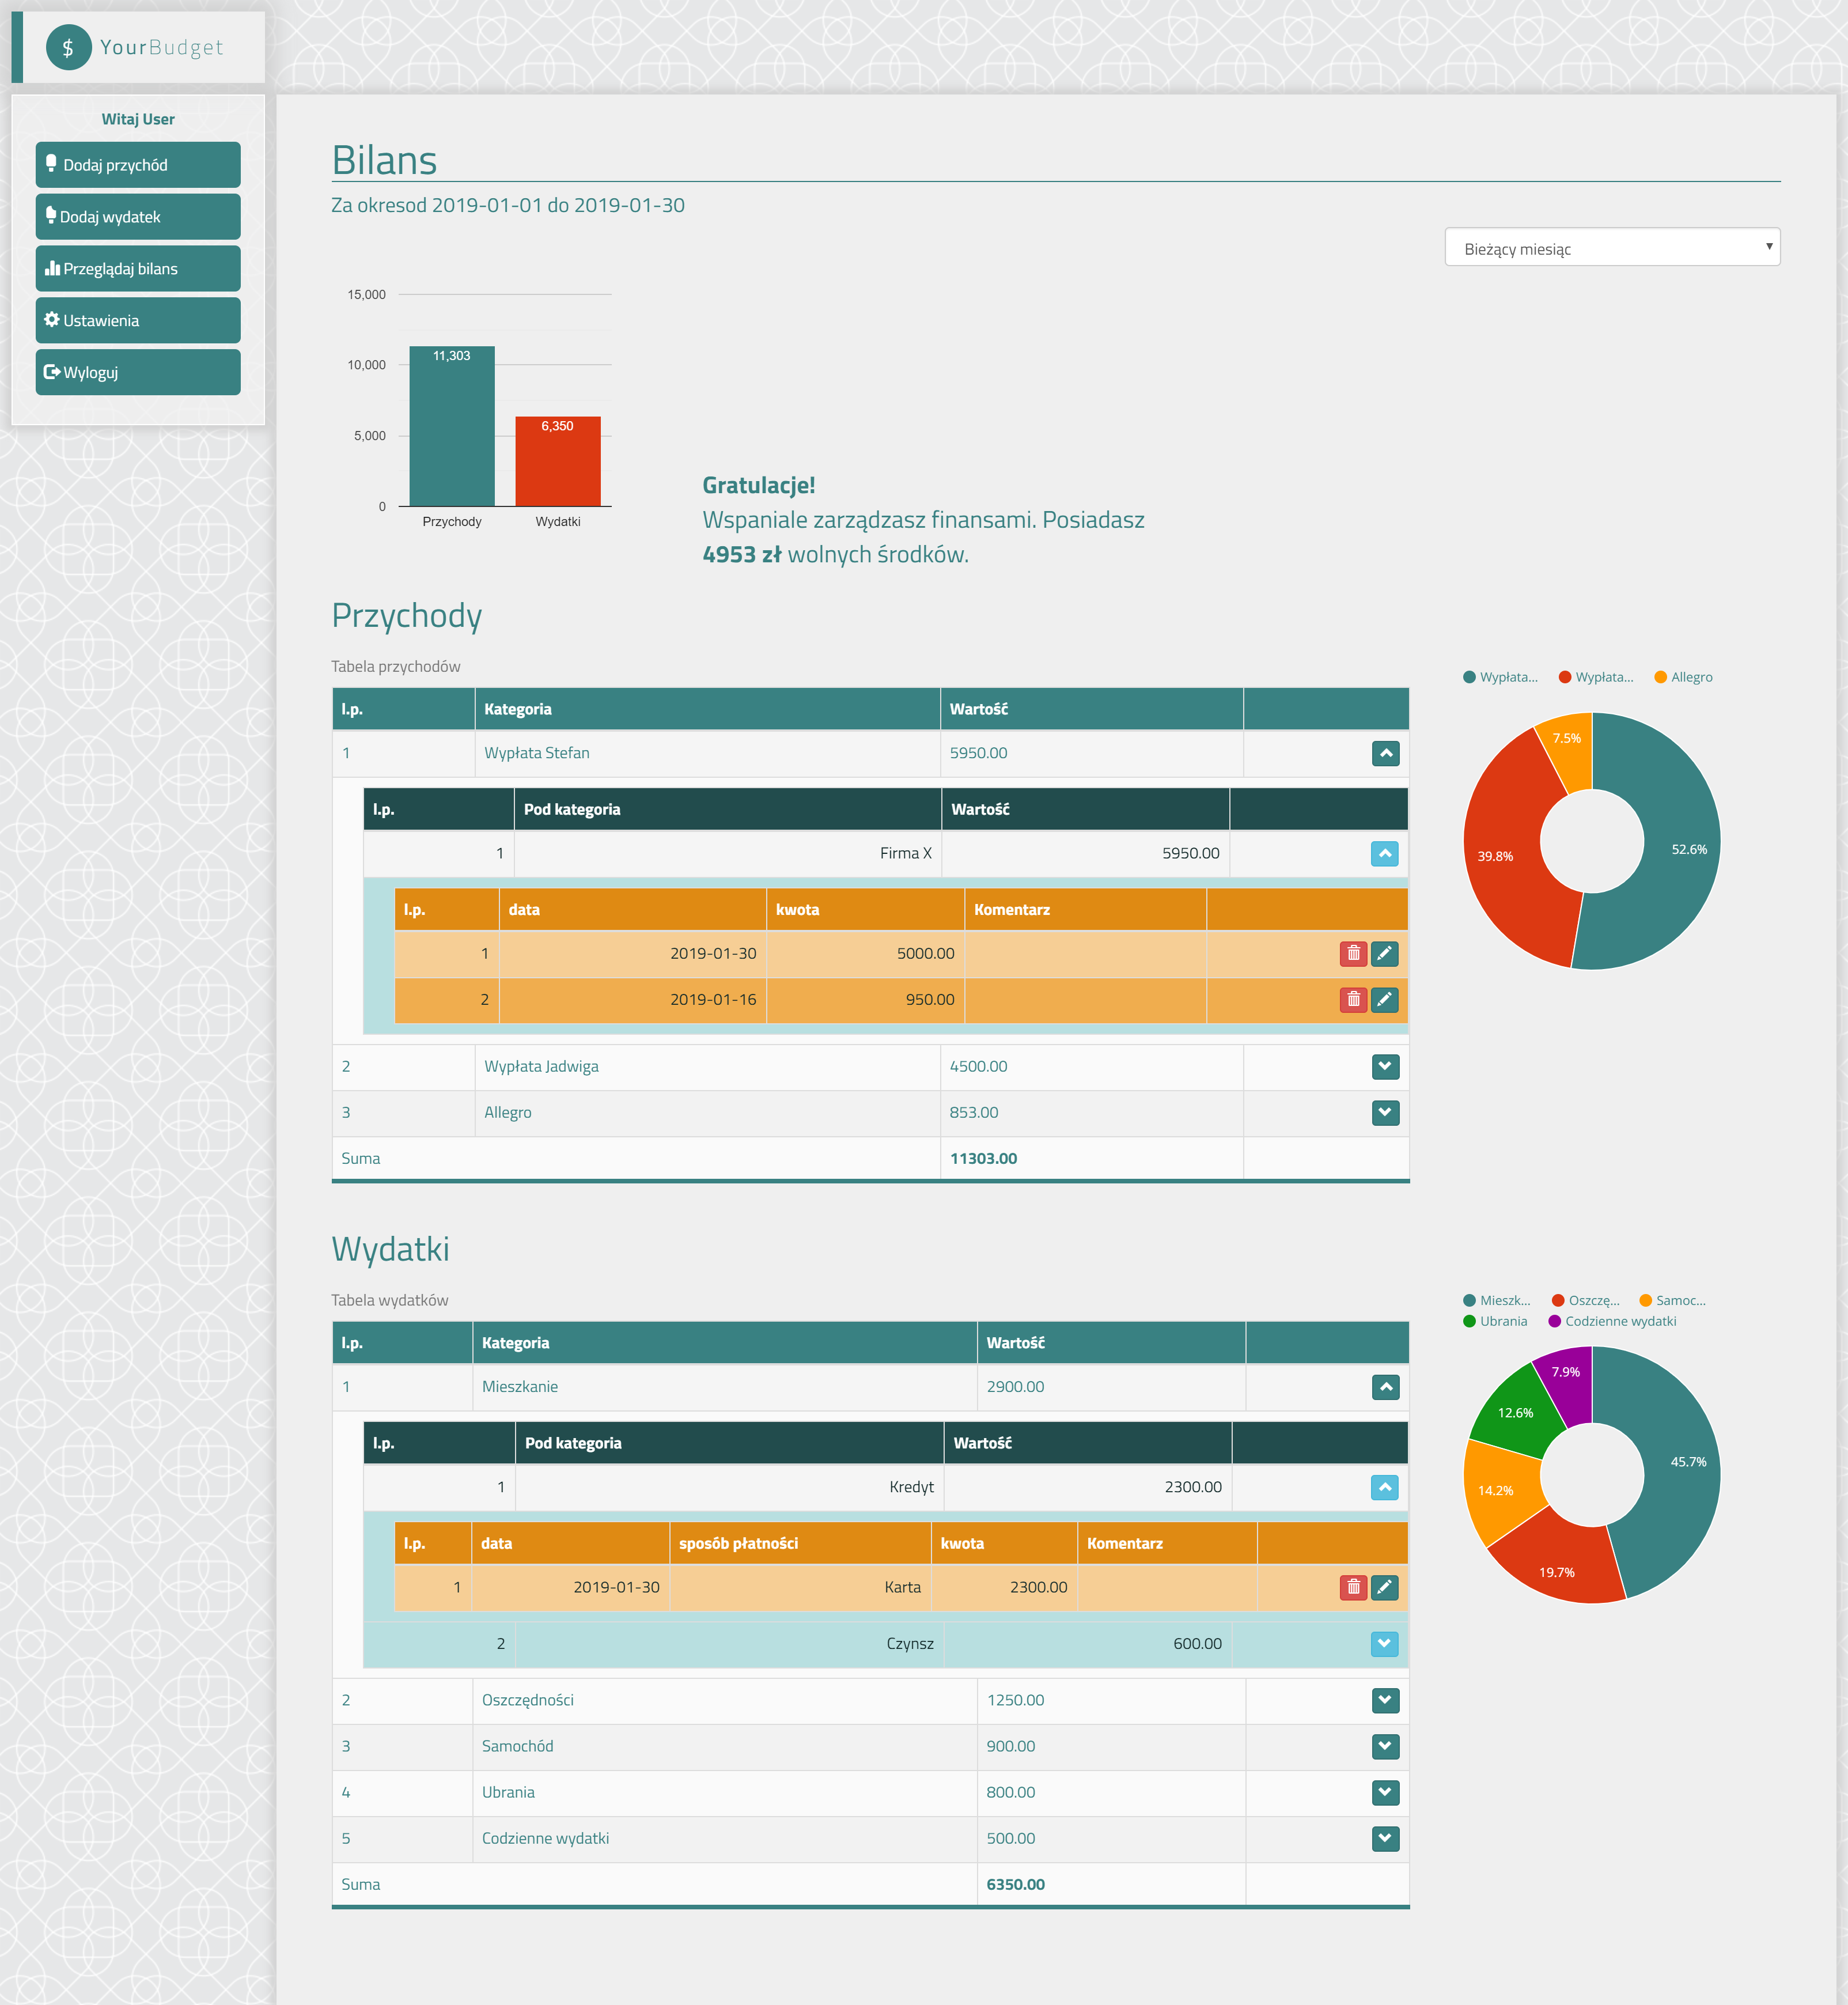 $ YourBudget
Witaj User
Dodaj przychód
Dodaj wydatek
Przeglądaj bilans
Ustawienia
Wyloguj
Bilans
Za okresod 2019-01-01 do 2019-01-30
Bieżący miesiąc
15,000
10,000
5,000
0
11,303
6,350
Przychody Wydatki
Gratulacje!
Wspaniale zarządzasz finansami. Posiadasz
4953 zł wolnych środków.
Przychody
Tabela przychodów
l.p. Kategoria Wartość
1 Wypłata Stefan 5950.00
l.p. Pod kategoria Wartość
1 Firma X 5950.00
l.p. data kwota Komentarz
1 2019-01-30 5000.00
2 2019-01-16 950.00
2 Wypłata Jadwiga 4500.00
3 Allegro 853.00
Suma 11303.00
Wypłata... Wypłata... Allegro
7.5%
39.8%
52.6%
Wydatki
Tabela wydatków
l.p. Kategoria Wartość
1 Mieszkanie 2900.00
l.p. Pod kategoria Wartość
1 Kredyt 2300.00
l.p. data sposób płatności kwota Komentarz
1 2019-01-30 Karta 2300.00
2 Czynsz 600.00
2 Oszczędności 1250.00
3 Samochód 900.00
4 Ubrania 800.00
5 Codzienne wydatki 500.00
Suma 6350.00
Mieszk... Oszczę... Samoc...
Ubrania Codzienne wydatki
7.9%
12.6%
45.7%
14.2%
19.7%